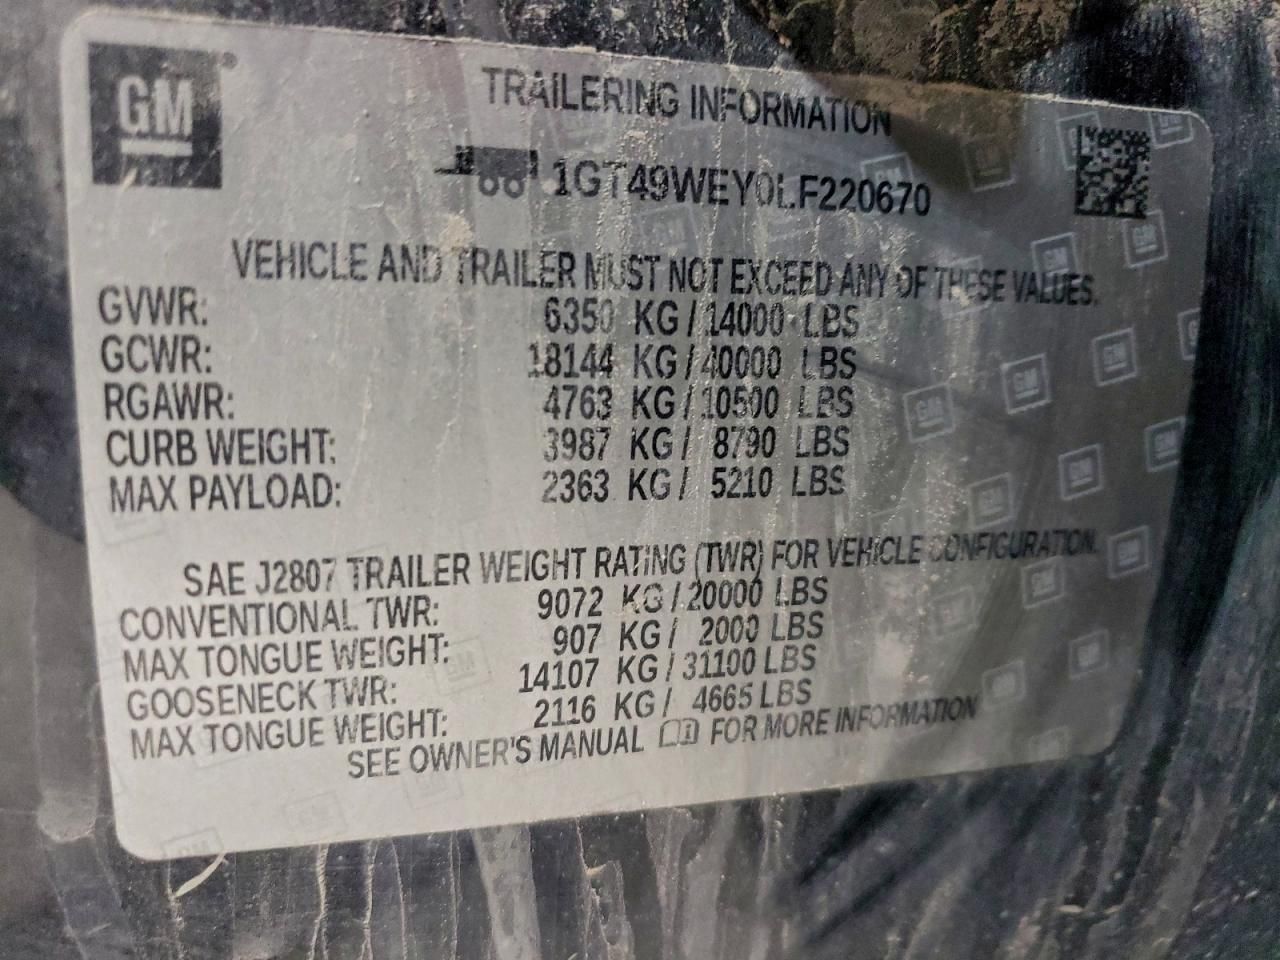 GM
TRAILERING INFORMATION
1GT49WEY0LF220670
VEHICLE AND TRAILER MUST NOT EXCEED ANY OF THESE VALUES.
GVWR: 6350 KG / 14000 LBS
GCWR: 18144 KG / 40000 LBS
RGAWR: 4763 KG / 10500 LBS
CURB WEIGHT: 3987 KG / 8790 LBS
MAX PAYLOAD: 2363 KG / 5210 LBS
SAE J2807 TRAILER WEIGHT RATING (TWR) FOR VEHICLE CONFIGURATION.
CONVENTIONAL TWR: 9072 KG / 20000 LBS
MAX TONGUE WEIGHT: 907 KG / 2000 LBS
GOOSENECK TWR: 14107 KG / 31100 LBS
MAX TONGUE WEIGHT: 2116 KG / 4665 LBS
SEE OWNER'S MANUAL FOR MORE INFORMATION